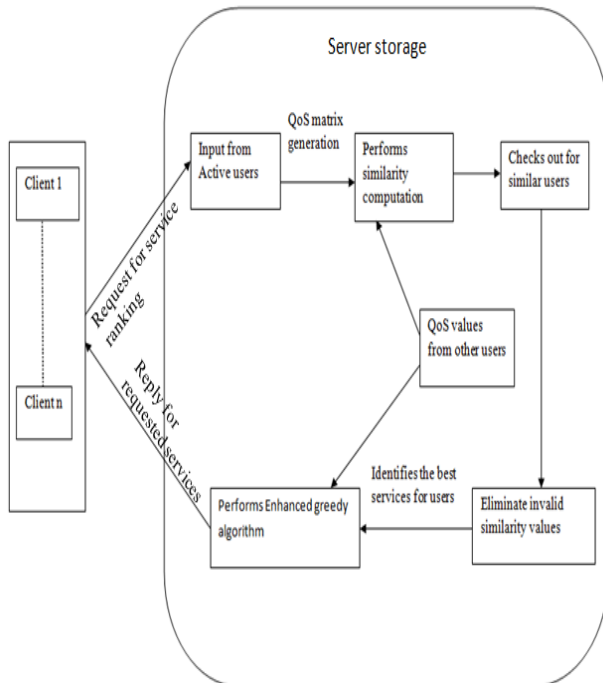 Server storage
QoS matrix
generation
Input from
Active users
Performs
similarity
computation
Checks out for
similar users
Client 1
Request for service
ranking
QoS values
from other users
Client n
Reply for
requested services
Identifies the best
services for users
Performs Enhanced greedy
algorithm
Eliminate invalid
similarity values